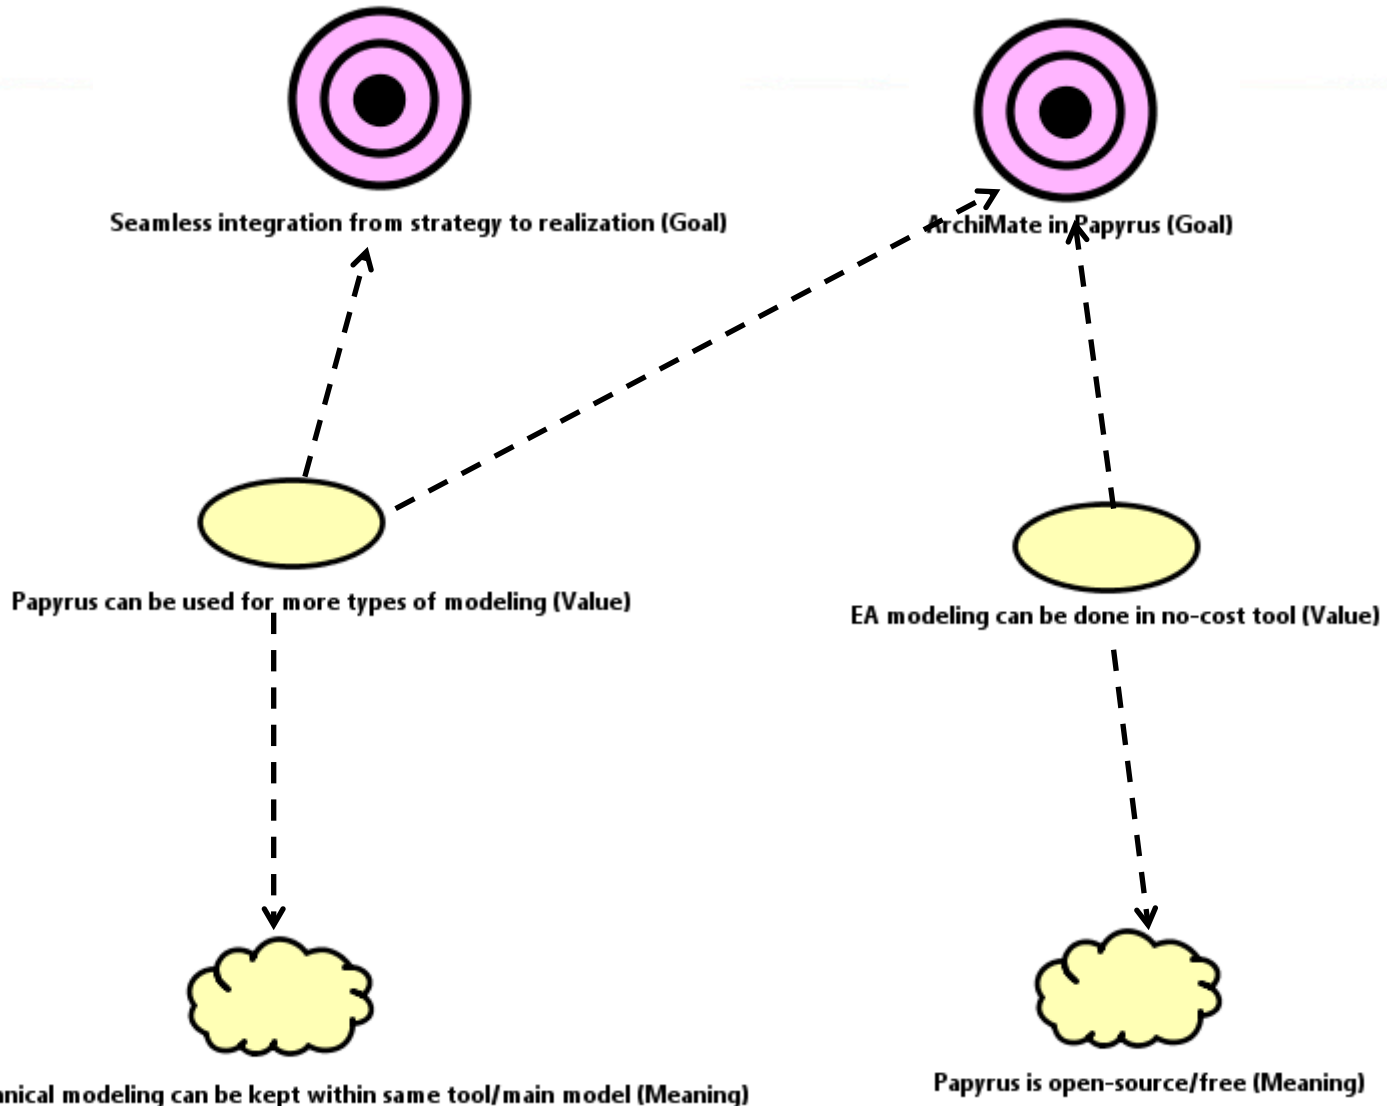 Seamless integration from strategy to realization (Goal)
ArchiMate in Papyrus (Goal)
Papyrus can be used for more types of modeling (Value)
EA modeling can be done in no-cost tool (Value)
modeling can be kept within same tool/main model (Meaning)
Papyrus is open-source/free (Meaning)